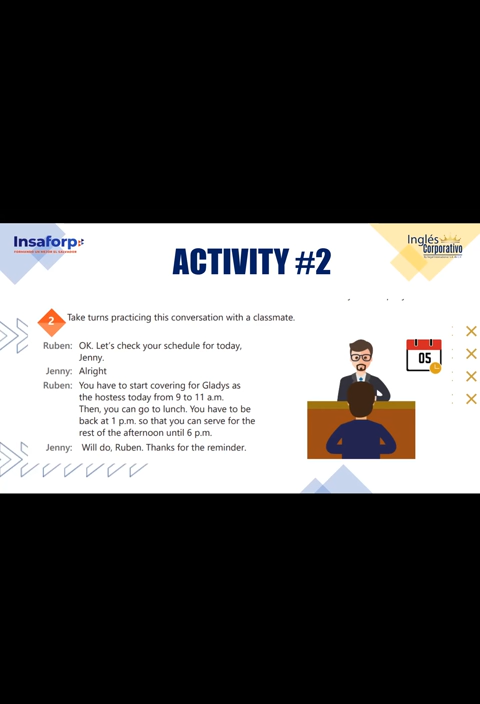 Insaforp
Inglés
Corporativo
ACTIVITY #2
2 Take turns practicing this conversation with a classmate.
Ruben: OK. Let's check your schedule for today,
Jenny.
Jenny: Alright
Ruben: You have to start covering for Gladys as
the hostess today from 9 to 11 a.m.
Then, you can go to lunch. You have to be
back at 1 p.m. so that you can serve for the
rest of the afternoon until 6 p.m.
Jenny: Will do, Ruben. Thanks for the reminder.
05